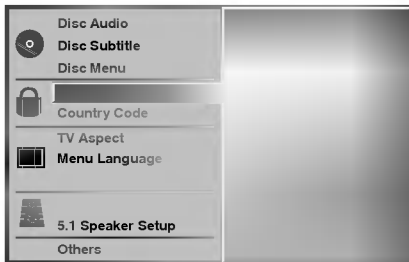 Disc Audio
Disc Subtitle
Disc Menu
Country Code
TV Aspect
Menu Language
5.1 Speaker Setup
Others